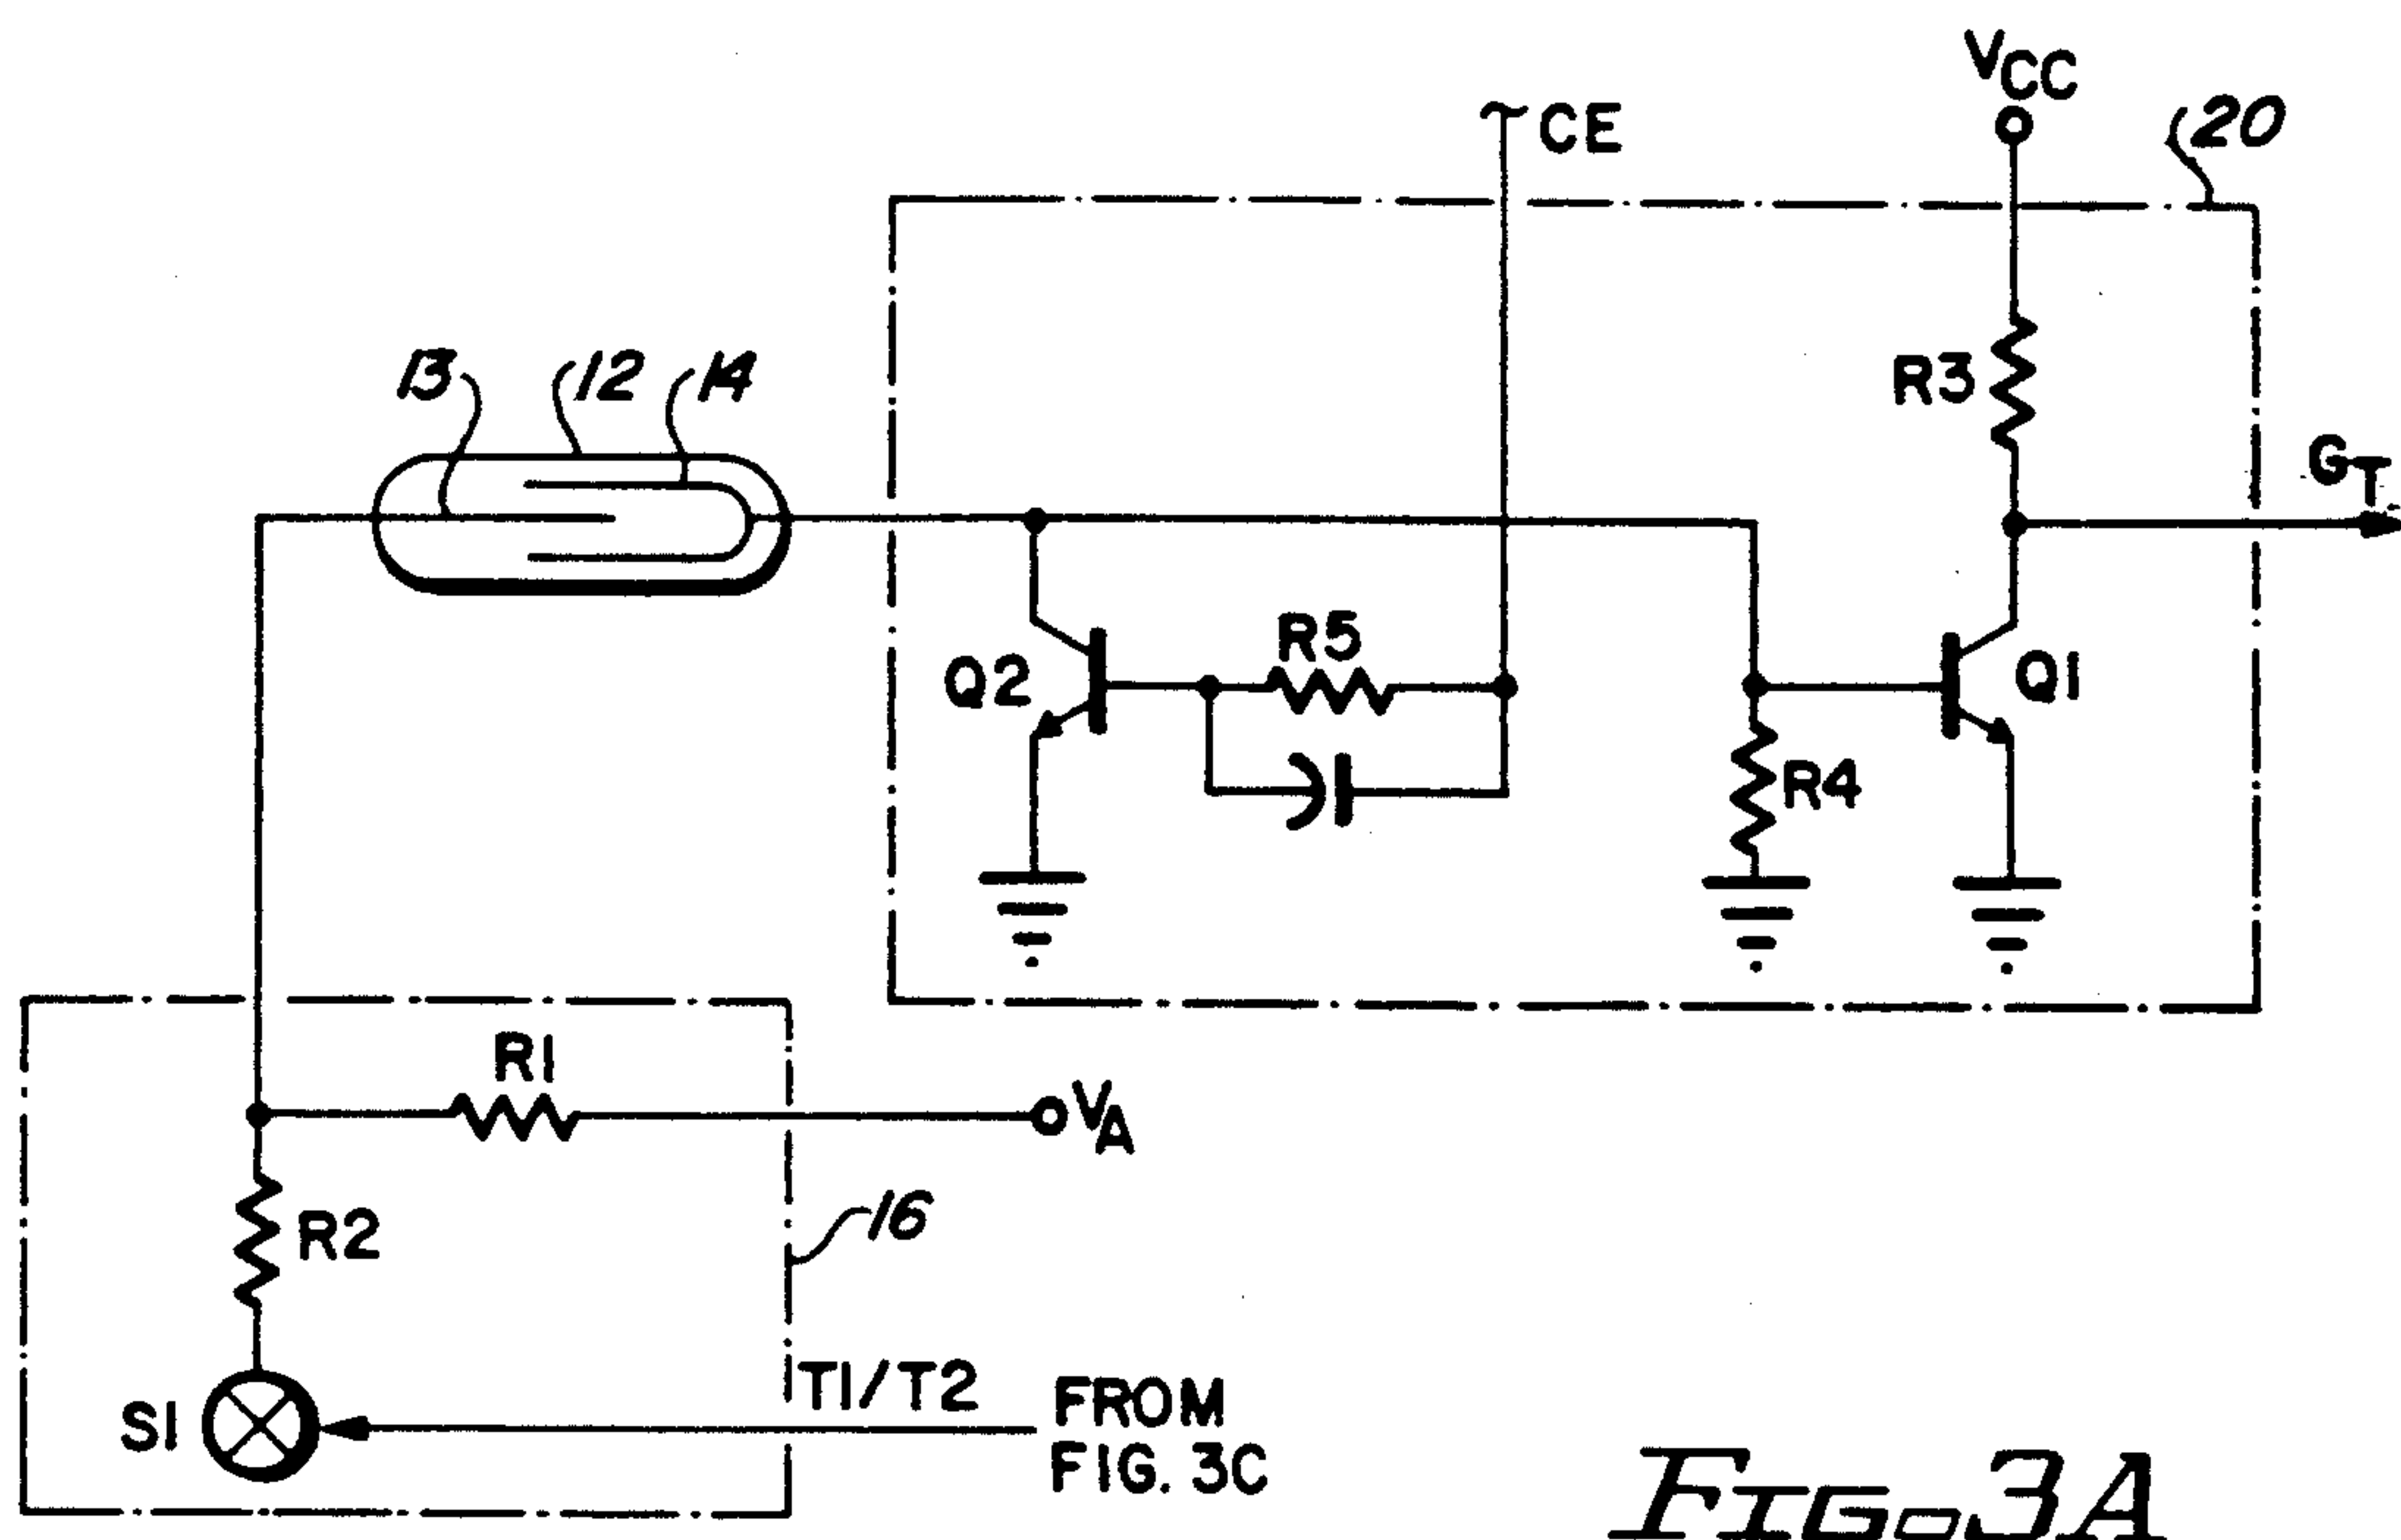 VCC
CE
20
13
12
14
R3
GT
R5
Q2
Q1
R4
R1
VA
R2
16
T1/T2
S1
FROM
FIG. 3C
FIG. 3A